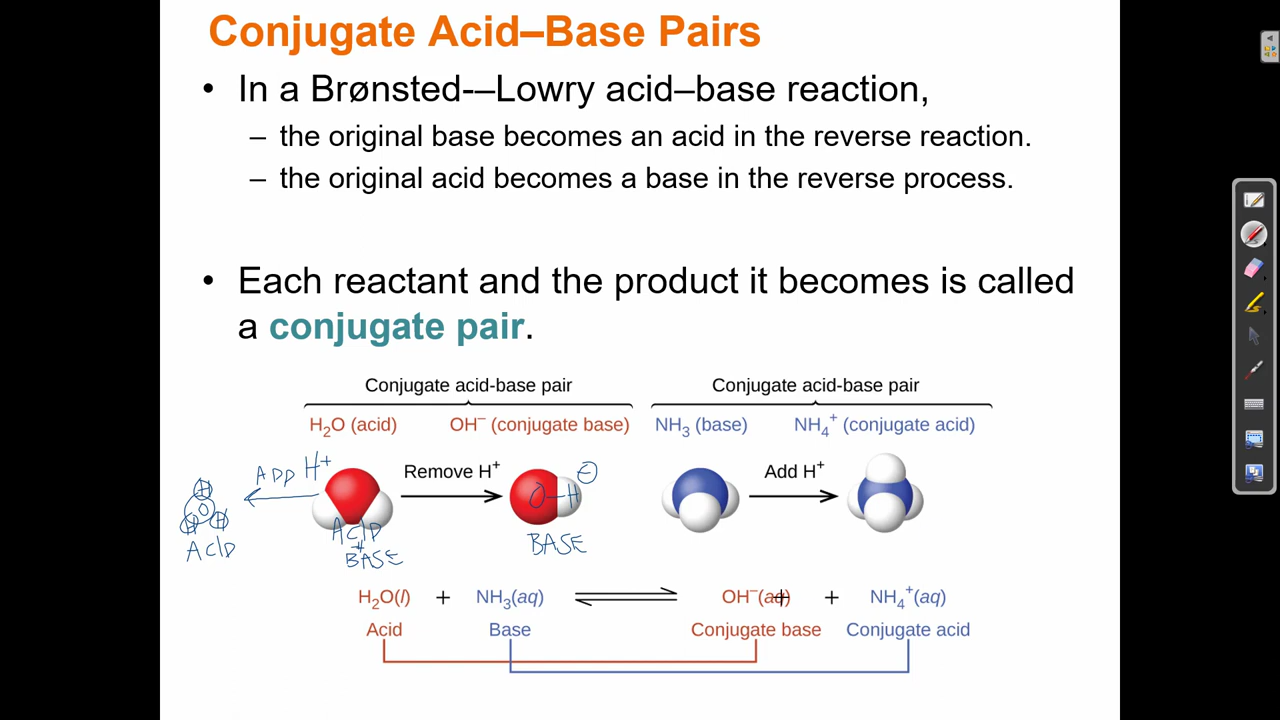 Conjugate Acid–Base Pairs
• In a Brønsted-–Lowry acid–base reaction,
– the original base becomes an acid in the reverse reaction.
– the original acid becomes a base in the reverse process.
• Each reactant and the product it becomes is called
a conjugate pair.
Conjugate acid-base pair
Conjugate acid-base pair
H₂O (acid) OH⁻ (conjugate base)
NH₃ (base) NH₄⁺ (conjugate acid)
ADD H+
Remove H⁺
Add H⁺
H
O
H H
ACID
ACID
+
BASE
O–H
⊖
BASE
H₂O(l) + NH₃(aq) ⇌ OH⁻(aq) + NH₄⁺(aq)
Acid Base Conjugate base Conjugate acid